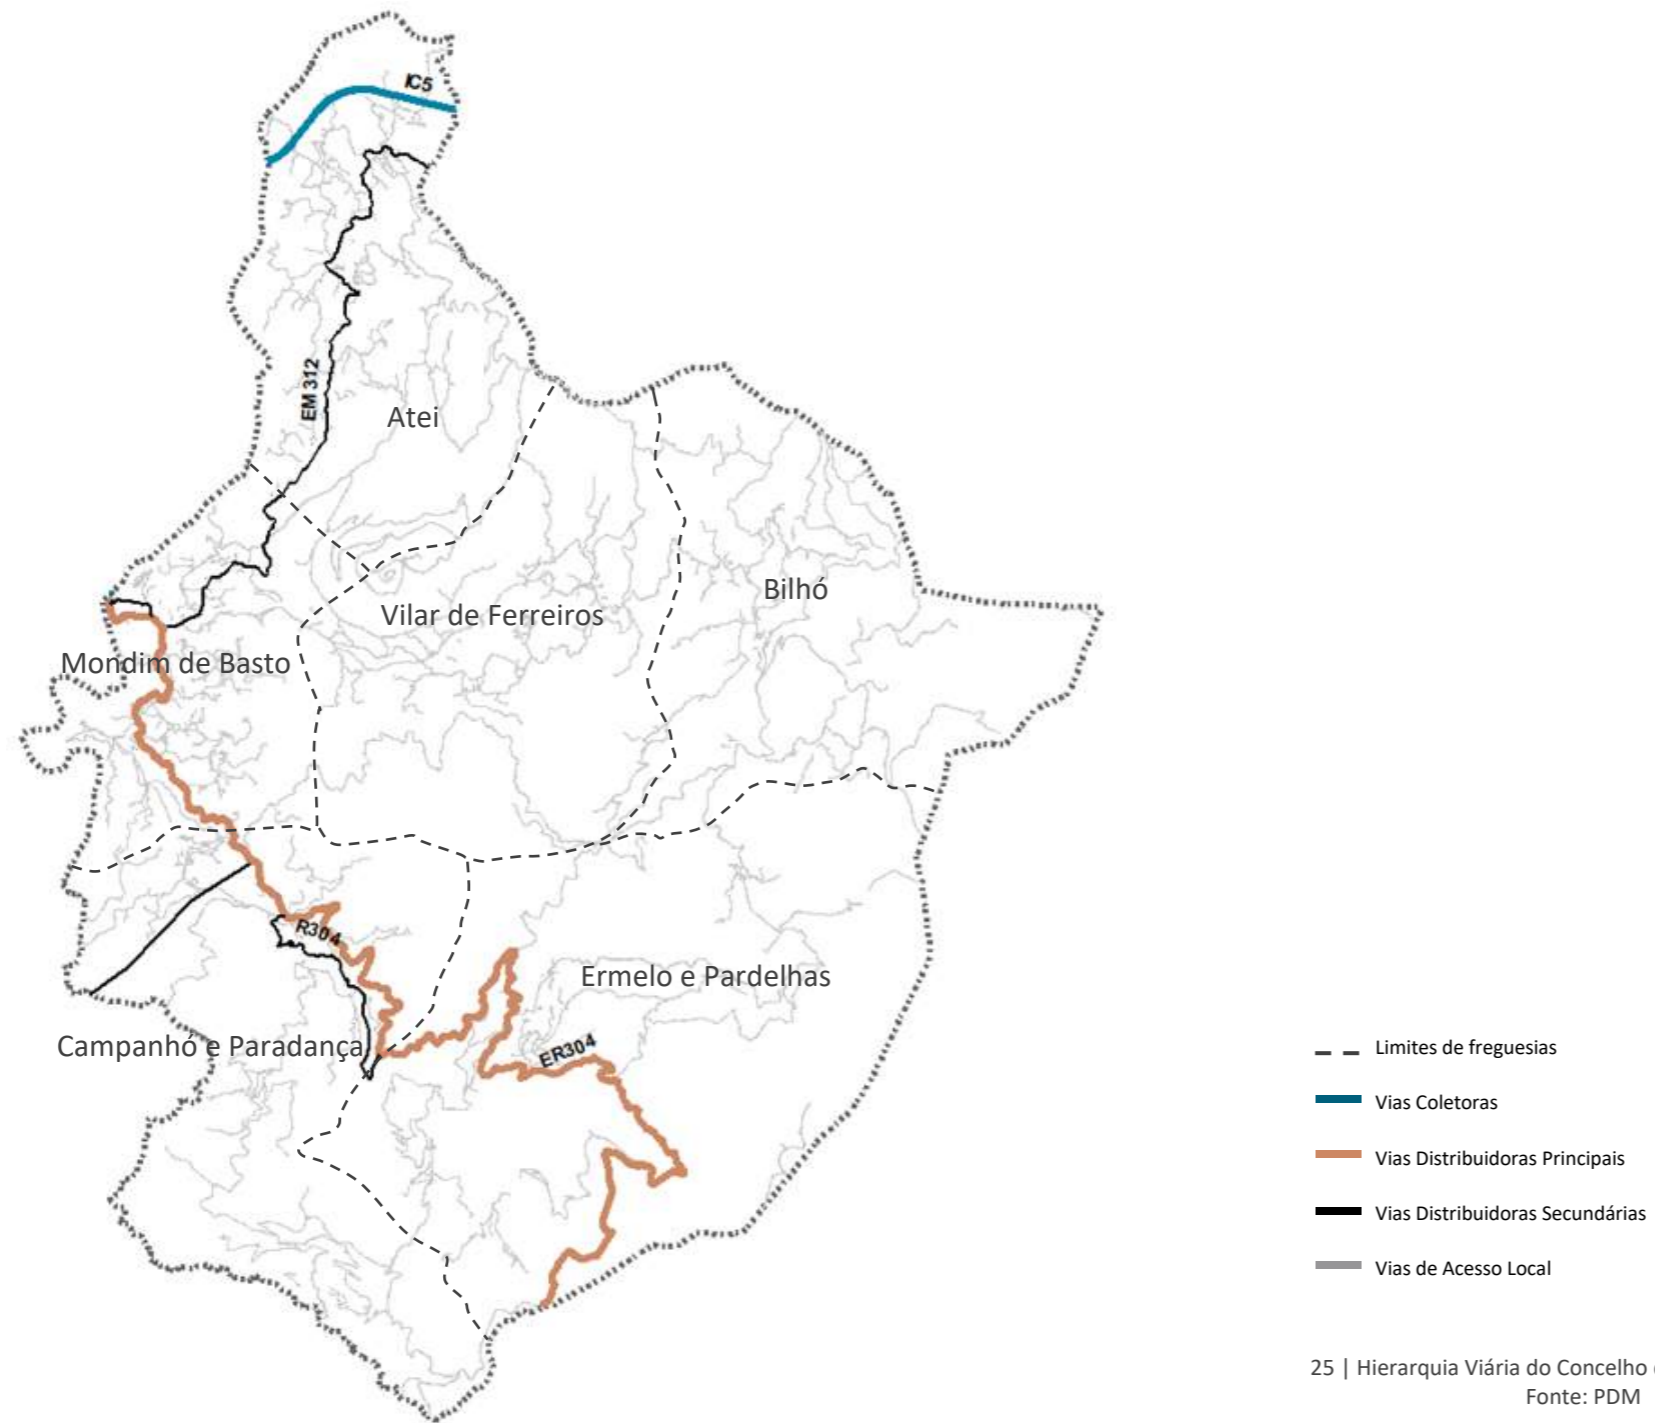 IC5
EM 312
Atei
Bilhó
Vilar de Ferreiros
Mondim de Basto
R304
Ermelo e Pardelhas
Campanhó e Paradança
ER304
Limites de freguesias
Vias Coletoras
Vias Distribuidoras Principais
Vias Distribuidoras Secundárias
Vias de Acesso Local
25 | Hierarquia Viária do Concelho
Fonte: PDM